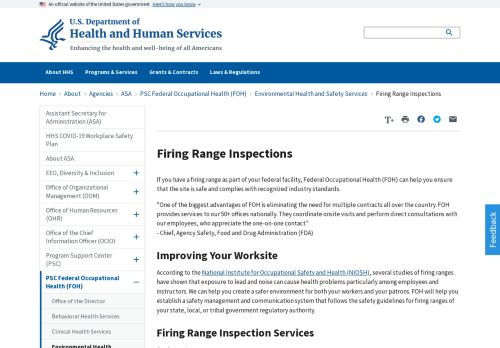 An official website of the United States government Here's how you know
U.S. Department of
Health and Human Services
Enhancing the health and well-being of all Americans
About HHS Programs & Services Grants & Contracts Laws & Regulations
Home › About › Agencies › ASA › PSC Federal Occupational Health (FOH) › Environmental Health and Safety Services › Firing Range Inspections
Assistant Secretary for
Administration (ASA)
HHS COVID-19 Workplace Safety
Plan
About ASA
EEO, Diversity & Inclusion +
Office of Organizational
Management (OOM) +
Office of Human Resources
(OHR) +
Office of the Chief
Information Officer (OCIO) +
Program Support Center
(PSC) +
PSC Federal Occupational
Health (FOH) –
Office of the Director
Behavioral Health Services
Clinical Health Services
Environmental Health
T+
Firing Range Inspections
If you have a firing range as part of your federal facility, Federal Occupational Health (FOH) can help you ensure
that the site is safe and complies with recognized industry standards.
"One of the biggest advantages of FOH is eliminating the need for multiple contracts all over the country. FOH
provides services to our 50+ offices nationally. They coordinate onsite visits and perform direct consultations with
our employees, who appreciate the one-on-one contact"
- Chief, Agency Safety, Food and Drug Administration (FDA)
Improving Your Worksite
According to the National Institute for Occupational Safety and Health (NIOSH), several studies of firing ranges
have shown that exposure to lead and noise can cause health problems particularly among employees and
instructors. We can help you create a safer environment for both your workers and your patrons. FOH will help you
establish a safety management and communication system that follows the safety guidelines for firing ranges of
your state, local, or tribal government regulatory authority.
Firing Range Inspection Services
Feedback